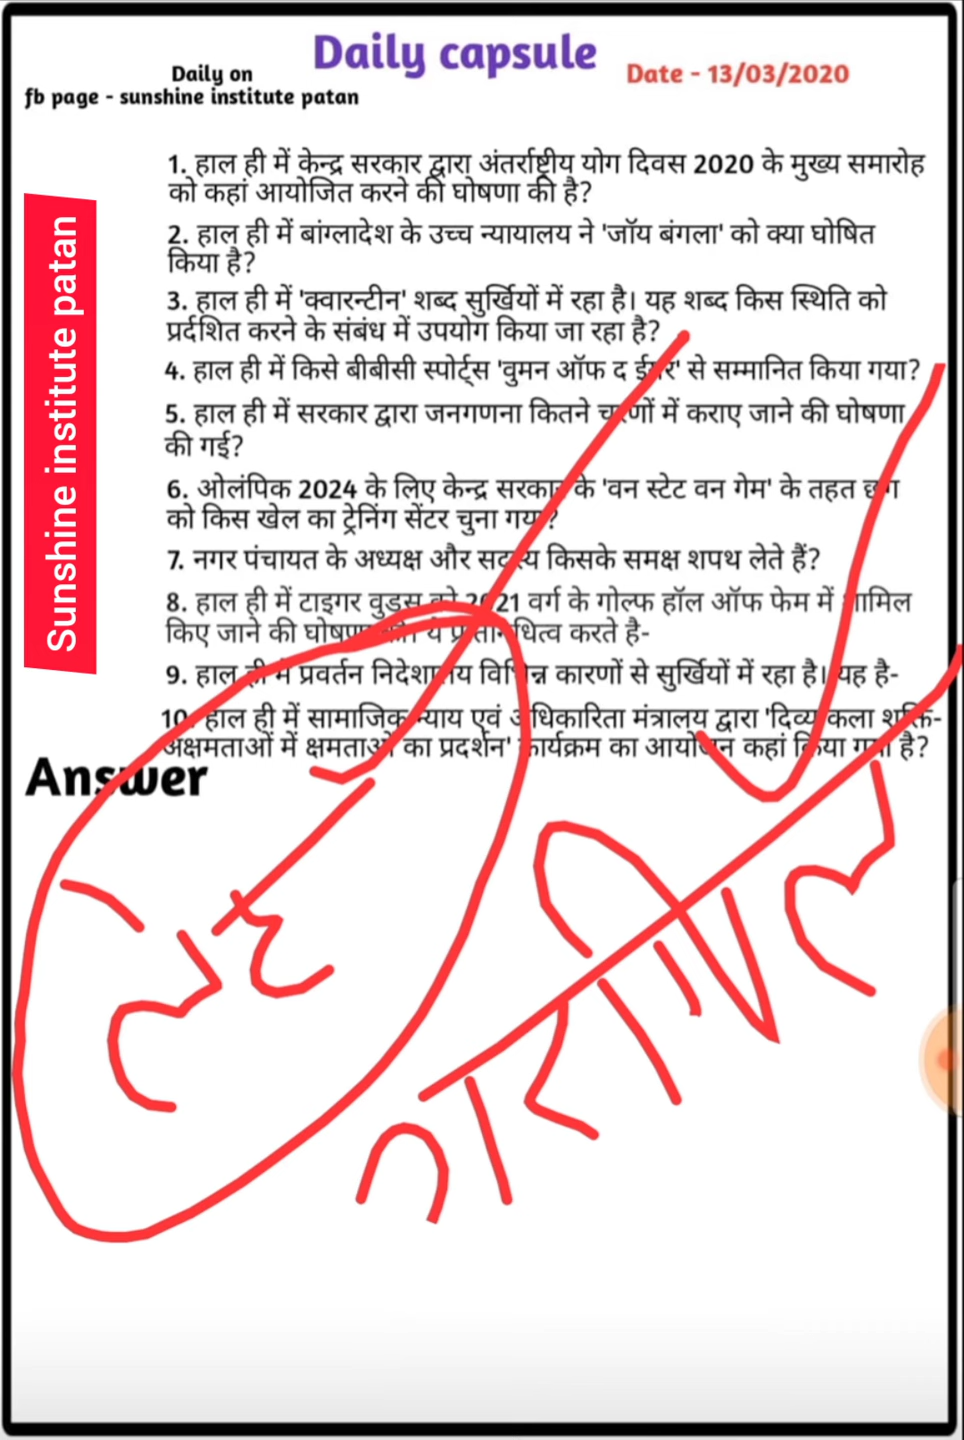 Daily capsule
Daily on
fb page - sunshine institute patan
Date - 13/03/2020
Sunshine institute patan
1. हाल ही में केन्द्र सरकार द्वारा अंतर्राष्ट्रीय योग दिवस 2020 के मुख्य समारोह
को कहां आयोजित करने की घोषणा की है?
2. हाल ही में बांग्लादेश के उच्च न्यायालय ने 'जॉय बंगला' को क्या घोषित
किया है?
3. हाल ही में 'क्वारन्टीन' शब्द सुर्खियों में रहा है। यह शब्द किस स्थिति को
प्रर्दशित करने के संबंध में उपयोग किया जा रहा है?
4. हाल ही में किसे बीबीसी स्पोर्ट्स 'वुमन ऑफ द ईयर' से सम्मानित किया गया?
5. हाल ही में सरकार द्वारा जनगणना कितने चरणों में कराए जाने की घोषणा
की गई?
6. ओलंपिक 2024 के लिए केन्द्र सरकार के 'वन स्टेट वन गेम' के तहत छग
को किस खेल का ट्रेनिंग सेंटर चुना गया?
7. नगर पंचायत के अध्यक्ष और सदस्य किसके समक्ष शपथ लेते हैं?
8. हाल ही में टाइगर वुड्स को 2021 वर्ग के गोल्फ हॉल ऑफ फेम में शामिल
किए जाने की घोषणा की। ये प्रतिनिधित्व करते है-
9. हाल ही में प्रवर्तन निदेशालय विभिन्न कारणों से सुर्खियों में रहा है। यह है-
10. हाल ही में सामाजिक न्याय एवं अधिकारिता मंत्रालय द्वारा 'दिव्य कला शक्ति-
अक्षमताओं में क्षमताओं का प्रदर्शन' कार्यक्रम का आयोजन कहां किया गया है?
Answer